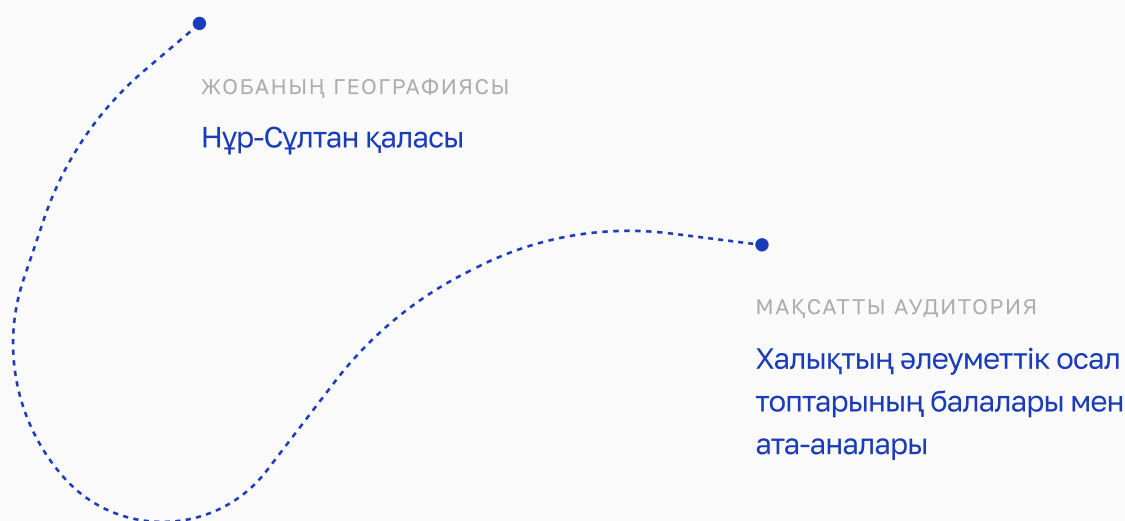 ЖОБАНЫҢ ГЕОГРАФИЯСЫ
Нұр-Сұлтан қаласы
МАҚСАТТЫ АУДИТОРИЯ
Халықтың әлеуметтік осал
топтарының балалары мен
ата-аналары